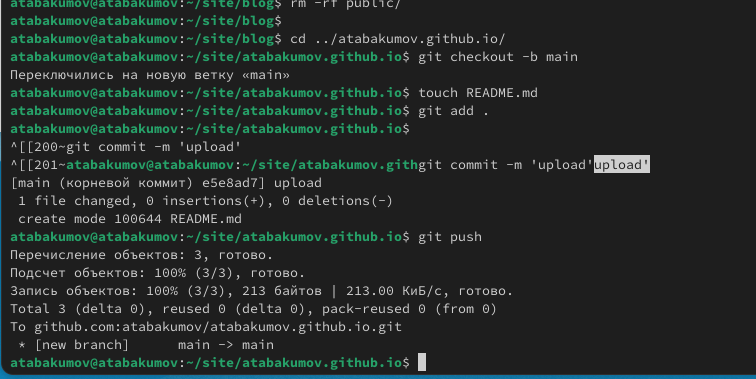 atabakumov@atabakumov:~/site/blog$ rm -rf public/
atabakumov@atabakumov:~/site/blog$
atabakumov@atabakumov:~/site/blog$ cd ../atabakumov.github.io/
atabakumov@atabakumov:~/site/atabakumov.github.io$ git checkout -b main
Переключились на новую ветку «main»
atabakumov@atabakumov:~/site/atabakumov.github.io$ touch README.md
atabakumov@atabakumov:~/site/atabakumov.github.io$ git add .
atabakumov@atabakumov:~/site/atabakumov.github.io$
^[[200~git commit -m 'upload'
^[[201~atabakumov@atabakumov:~/site/atabakumov.githgit commit -m 'upload'upload'
[main (корневой коммит) e5e8ad7] upload
 1 file changed, 0 insertions(+), 0 deletions(-)
 create mode 100644 README.md
atabakumov@atabakumov:~/site/atabakumov.github.io$ git push
Перечисление объектов: 3, готово.
Подсчет объектов: 100% (3/3), готово.
Запись объектов: 100% (3/3), 213 байтов | 213.00 КиБ/с, готово.
Total 3 (delta 0), reused 0 (delta 0), pack-reused 0 (from 0)
To github.com:atabakumov/atabakumov.github.io.git
 * [new branch]      main -> main
atabakumov@atabakumov:~/site/atabakumov.github.io$